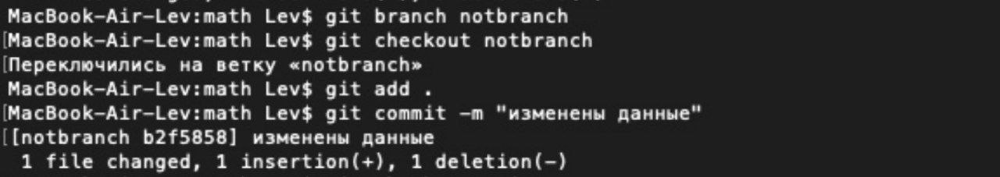 MacBook-Air-Lev:math Lev$ git branch notbranch
[MacBook-Air-Lev:math Lev$ git checkout notbranch
[Переключились на ветку «notbranch»
MacBook-Air-Lev:math Lev$ git add .
[MacBook-Air-Lev:math Lev$ git commit -m "изменены данные"
[[notbranch b2f5858] изменены данные
1 file changed, 1 insertion(+), 1 deletion(-)